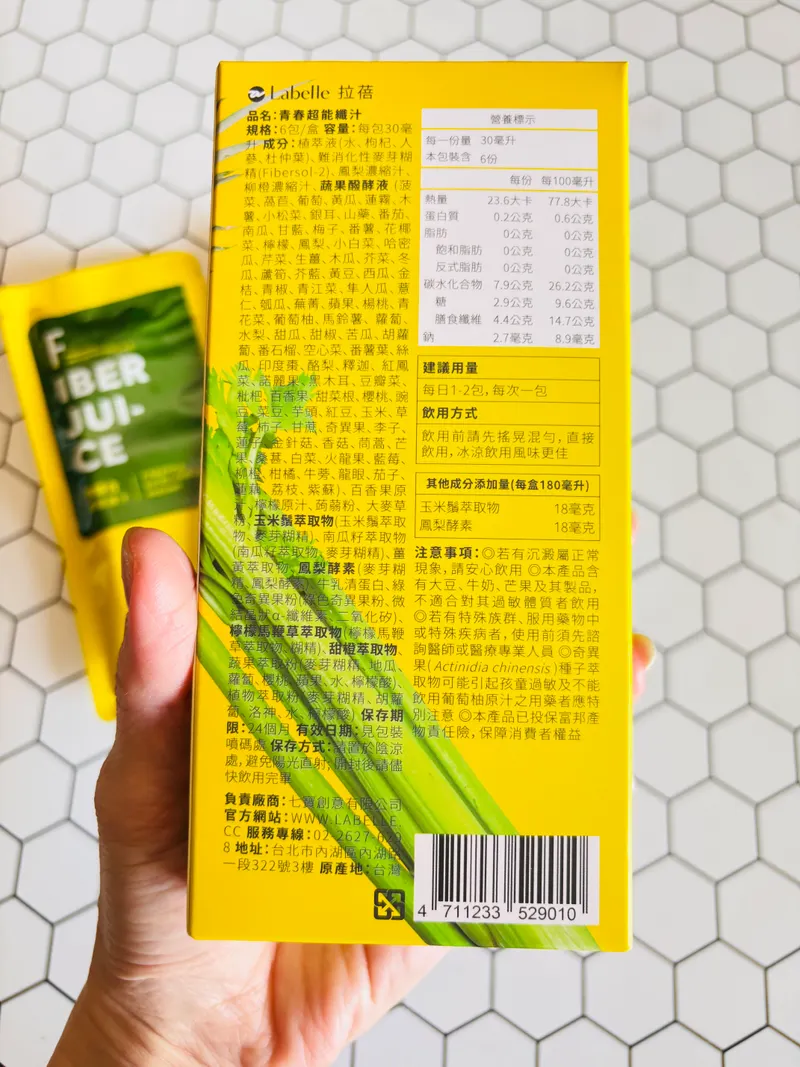 Labelle 拉蓓
品名:青春超能纖汁
規格:6包/盒 容量:每包30毫
升 成分:植萃液(水、枸杞、人
蔘、杜仲葉)、難消化性麥芽糊
精(Fibersol-2)、鳳梨濃縮汁、
柳橙濃縮汁、蔬果醱酵液 (菠
菜、萵苣、葡萄、黃瓜、蓮霧、木
薯、小松菜、銀耳、山藥、番茄、
南瓜、甘藍、梅子、番薯、花椰
菜、檸檬、鳳梨、小白菜、哈密
瓜、芹菜、生薑、木瓜、芥菜、冬
瓜、蘆筍、芥藍、黃豆、西瓜、金
桔、青椒、青江菜、隼人瓜、薏
仁、瓠瓜、蕪菁、蘋果、楊桃、青
花菜、葡萄柚、馬鈴薯、蘿蔔、
水梨、甜瓜、甜椒、苦瓜、胡蘿
蔔、番石榴、空心菜、番薯葉、絲
瓜、印度棗、酪梨、釋迦、紅鳳
菜、諾麗果、黑木耳、豆瓣菜、
枇杷、百香果、甜菜根、櫻桃、豌
豆、菜豆、芋頭、紅豆、玉米、草
莓、柿子、甘蔗、奇異果、李子、
蓮子、金針菇、香菇、茼蒿、芒
果、桑葚、白菜、火龍果、藍莓、
柳橙、柑橘、牛蒡、龍眼、茄子、
蓮藕、荔枝、紫蘇)、百香果原
汁、檸檬原汁、蒟蒻粉、大麥草
粉、玉米鬚萃取物(玉米鬚萃取
物、麥芽糊精)、南瓜籽萃取物
(南瓜籽萃取物、麥芽糊精)、薑
黃萃取物、鳳梨酵素(麥芽糊
精、鳳梨酵素)、牛乳清蛋白、綠
色奇異果粉(綠色奇異果粉、微
結晶狀α-纖維素、二氧化矽)、
檸檬馬鞭草萃取物(檸檬馬鞭
草萃取物、糊精)、甜橙萃取物、
蔬果萃取粉(麥芽糊精、地瓜、
蘿蔔、櫻桃、蘋果、水、檸檬酸)、
植物萃取粉(麥芽糊精、胡蘿
蔔、洛神、水、檸檬酸) 保存期
限:24個月 有效日期:見包裝
噴碼處 保存方式:請置於陰涼
處,避免陽光直射;開封後請儘
快飲用完畢
負責廠商:七寶創意有限公司
官方網站:WWW.LABELLE.
CC 服務專線:02-2627-679
8 地址:台北市內湖區內湖路
一段322號3樓 原產地:台灣
營養標示
每一份量 30毫升
本包裝含 6份
每份 每100毫升
熱量 23.6大卡 77.8大卡
蛋白質 0.2公克 0.6公克
脂肪 0公克 0公克
飽和脂肪 0公克 0公克
反式脂肪 0公克 0公克
碳水化合物 7.9公克 26.2公克
糖 2.9公克 9.6公克
膳食纖維 4.4公克 14.7公克
鈉 2.7毫克 8.9毫克
建議用量
每日1-2包,每次一包
飲用方式
飲用前請先搖晃混勻,直接
飲用,冰涼飲用風味更佳
其他成分添加量(每盒180毫升)
玉米鬚萃取物 18毫克
鳳梨酵素 18毫克
注意事項:◎若有沉澱屬正常
現象,請安心飲用 ◎本產品含
有大豆、牛奶、芒果及其製品,
不適合對其過敏體質者飲用
◎若有特殊族群、服用藥物中
或特殊疾病者,使用前須先諮
詢醫師或醫療專業人員 ◎奇異
果(Actinidia chinensis)種子萃
取物可能引起孩童過敏及不能
飲用葡萄柚原汁之用藥者應特
別注意 ◎本產品已投保富邦產
物責任險,保障消費者權益
4 711233 529010
F
IBER
JUI-
CE